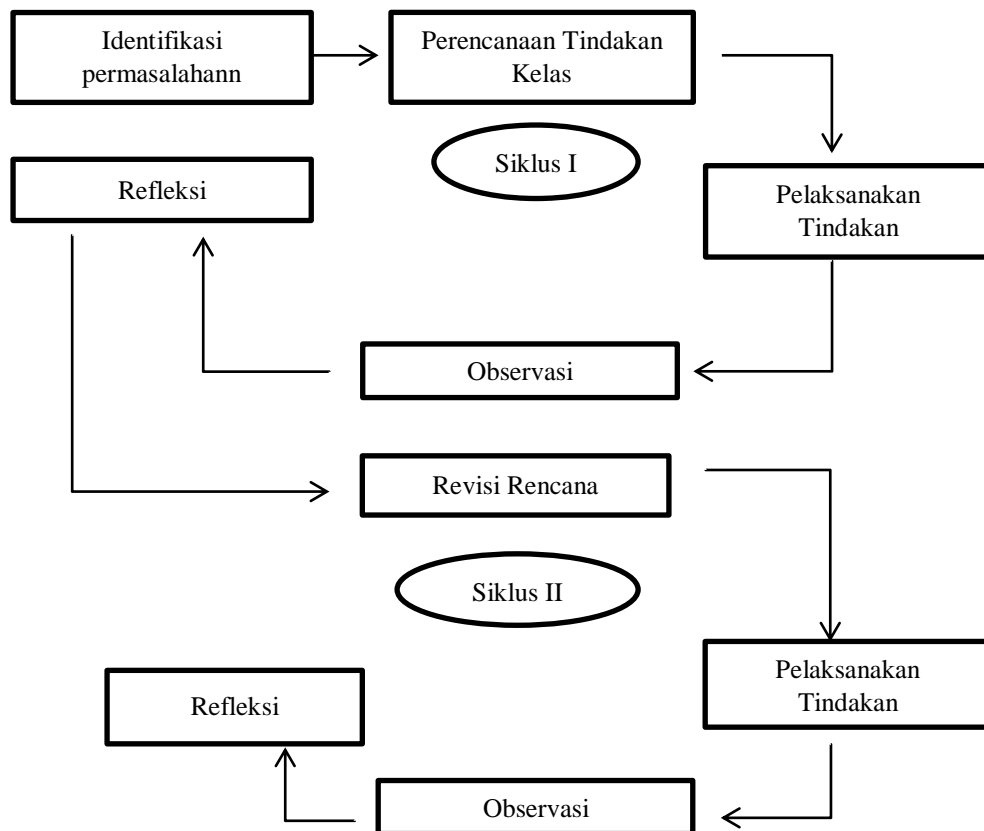 Identifikasi
permasalahann
Perencanaan Tindakan
Kelas
Siklus I
Refleksi
Pelaksanakan
Tindakan
Observasi
Revisi Rencana
Siklus II
Pelaksanakan
Tindakan
Refleksi
Observasi